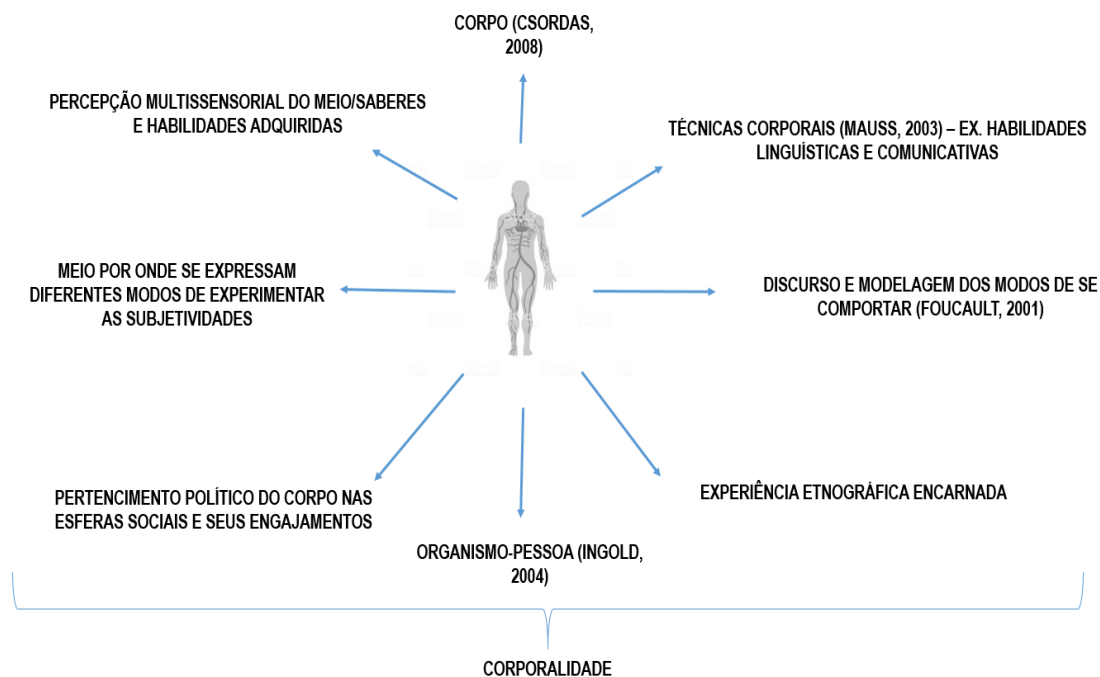 CORPO (CSORDAS,
2008)
PERCEPÇÃO MULTISSENSORIAL DO MEIO/SABERES
E HABILIDADES ADQUIRIDAS
TÉCNICAS CORPORAIS (MAUSS, 2003) – EX. HABILIDADES
LINGUÍSTICAS E COMUNICATIVAS
MEIO POR ONDE SE EXPRESSAM
DIFERENTES MODOS DE EXPERIMENTAR
AS SUBJETIVIDADES
DISCURSO E MODELAGEM DOS MODOS DE SE
COMPORTAR (FOUCAULT, 2001)
PERTENCIMENTO POLÍTICO DO CORPO NAS
ESFERAS SOCIAIS E SEUS ENGAJAMENTOS
EXPERIÊNCIA ETNOGRÁFICA ENCARNADA
ORGANISMO-PESSOA (INGOLD,
2004)
CORPORALIDADE